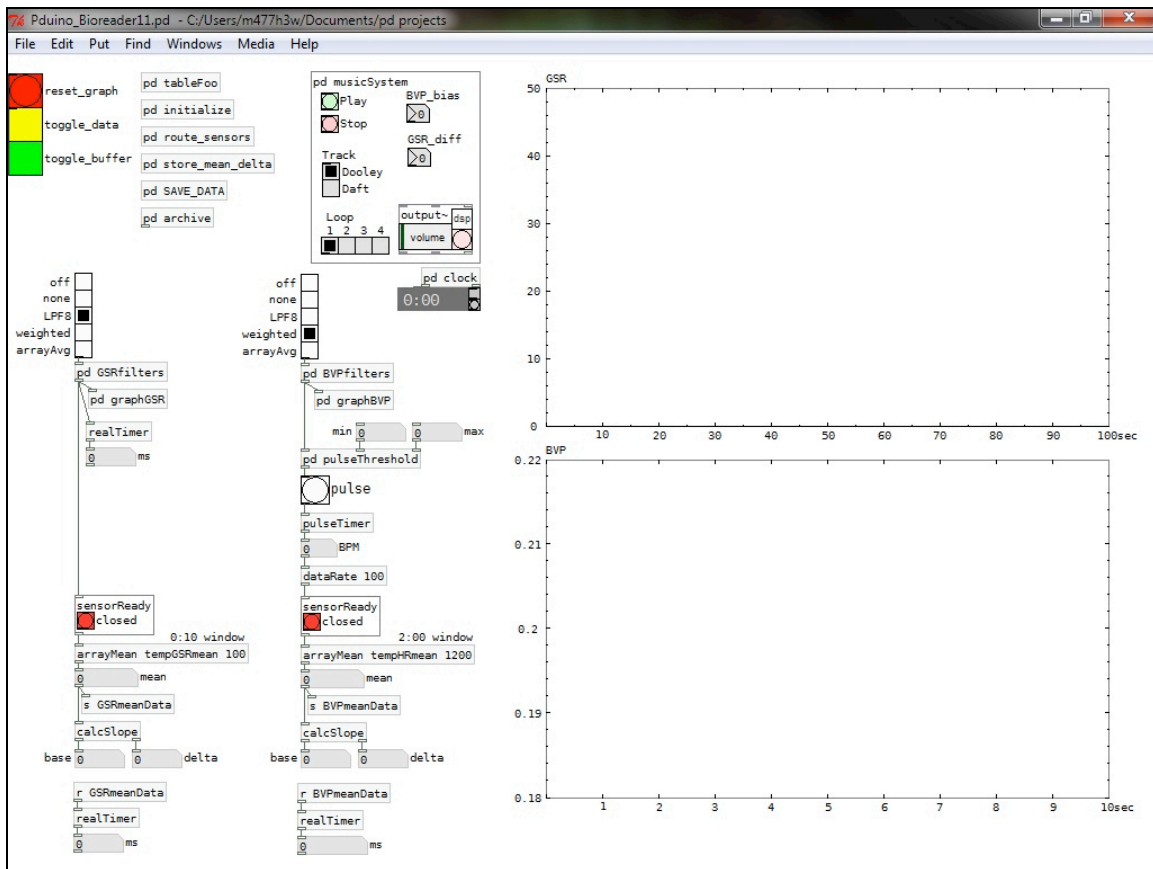 Pduino_Bioreader11.pd - C:/Users/m477h3w/Documents/pd projects
File Edit Put Find Windows Media Help
reset_graph
toggle_data
toggle_buffer
pd tableFoo
pd initialize
pd route_sensors
pd store_mean_delta
pd SAVE_DATA
pd archive
pd musicSystem
Play
Stop
BVP_bias
0
GSR_diff
0
Track
Dooley
Daft
Loop
1 2 3 4
output~ dsp
volume
pd clock
0:00
off
none
LPF8
weighted
arrayAvg
pd GSRfilters
pd graphGSR
realTimer
0 ms
sensorReady
closed
0:10 window
arrayMean tempGSRmean 100
0 mean
s GSRmeanData
calcSlope
base 0 0 delta
r GSRmeanData
realTimer
0 ms
off
none
LPF8
weighted
arrayAvg
pd BVPfilters
pd graphBVP
min 0 0 max
pd pulseThreshold
pulse
pulseTimer
0 BPM
dataRate 100
sensorReady
closed
2:00 window
arrayMean tempHRmean 1200
0 mean
s BVPmeanData
calcSlope
base 0 0 delta
r BVPmeanData
realTimer
0 ms
GSR
50
40
30
20
10
0
10 20 30 40 50 60 70 80 90 100sec
BVP
0.22
0.21
0.2
0.19
0.18
1 2 3 4 5 6 7 8 9 10sec